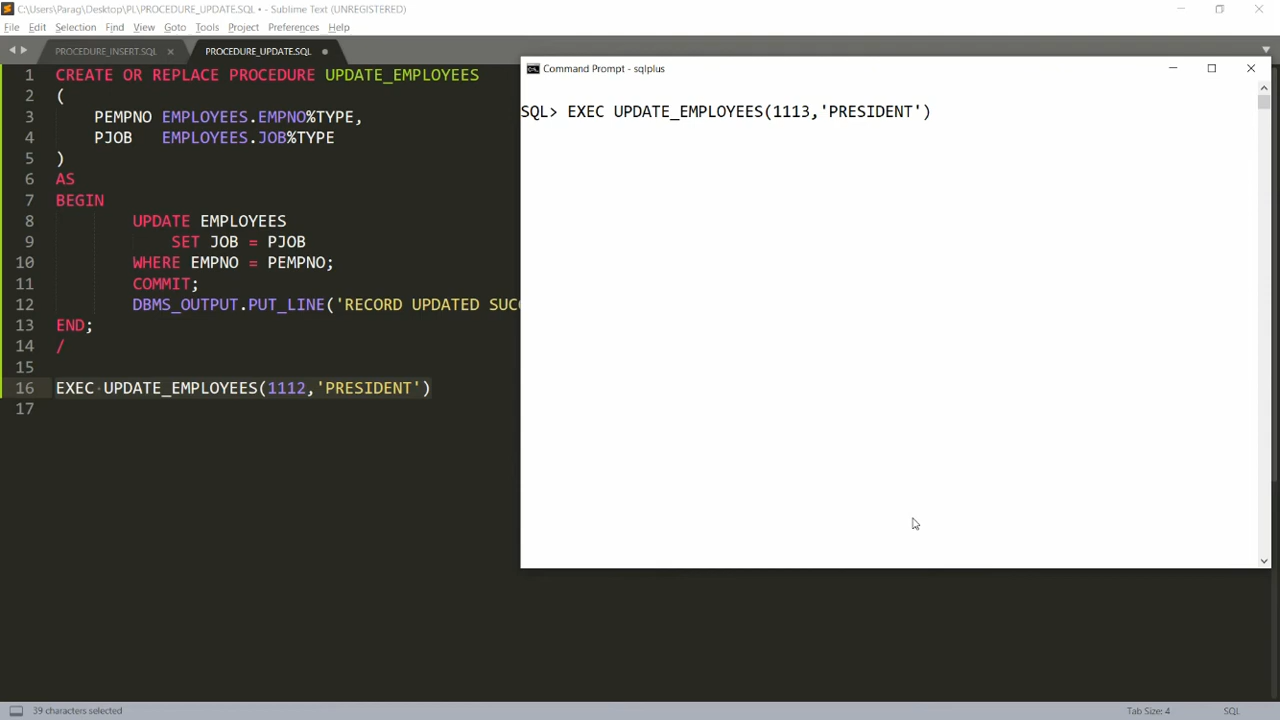 C:\Users\Parag\Desktop\PL\PROCEDURE_UPDATE.SQL • - Sublime Text (UNREGISTERED)
File Edit Selection Find View Goto Tools Project Preferences Help
PROCEDURE_INSERT.SQL × PROCEDURE_UPDATE.SQL
1 CREATE OR REPLACE PROCEDURE UPDATE_EMPLOYEES
2 (
3 PEMPNO EMPLOYEES.EMPNO%TYPE,
4 PJOB EMPLOYEES.JOB%TYPE
5 )
6 AS
7 BEGIN
8 UPDATE EMPLOYEES
9 SET JOB = PJOB
10 WHERE EMPNO = PEMPNO;
11 COMMIT;
12 DBMS_OUTPUT.PUT_LINE('RECORD UPDATED SUC
13 END;
14 /
15
16 EXEC UPDATE_EMPLOYEES(1112,'PRESIDENT')
17
Command Prompt - sqlplus
SQL> EXEC UPDATE_EMPLOYEES(1113,'PRESIDENT')
39 characters selected
Tab Size: 4 SQL